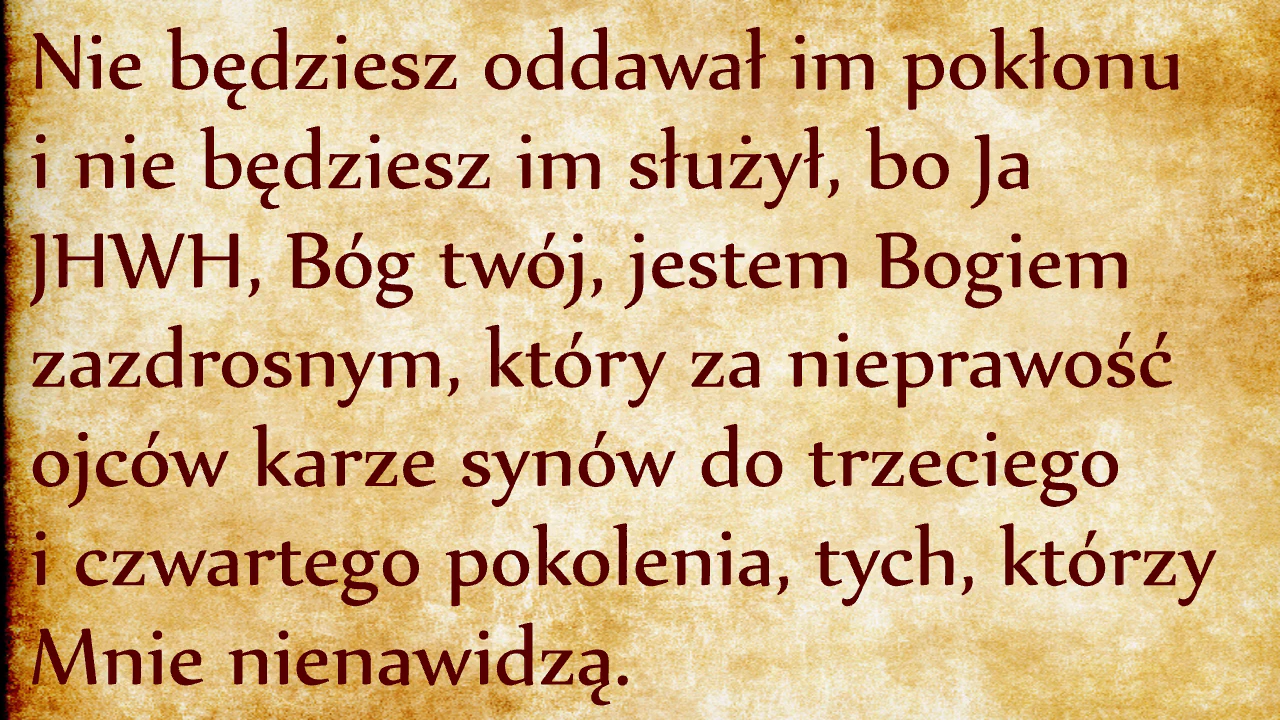 Nie będziesz oddawał im pokłonu
i nie będziesz im służył, bo Ja
JHWH, Bóg twój, jestem Bogiem
zazdrosnym, który za nieprawość
ojców karze synów do trzeciego
i czwartego pokolenia, tych, którzy
Mnie nienawidzą.